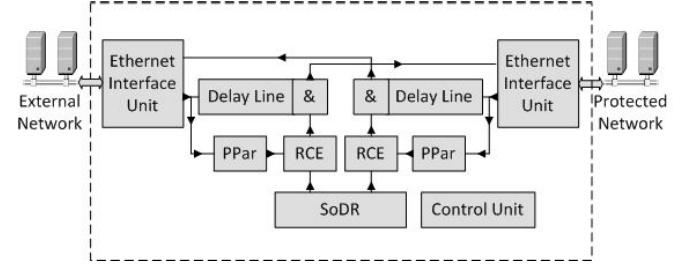 Ethernet
Interface
Unit
Ethernet
Interface
Unit
Delay Line
&
&
Delay Line
External
Network
Protected
Network
PPar
RCE
RCE
PPar
SoDR
Control Unit